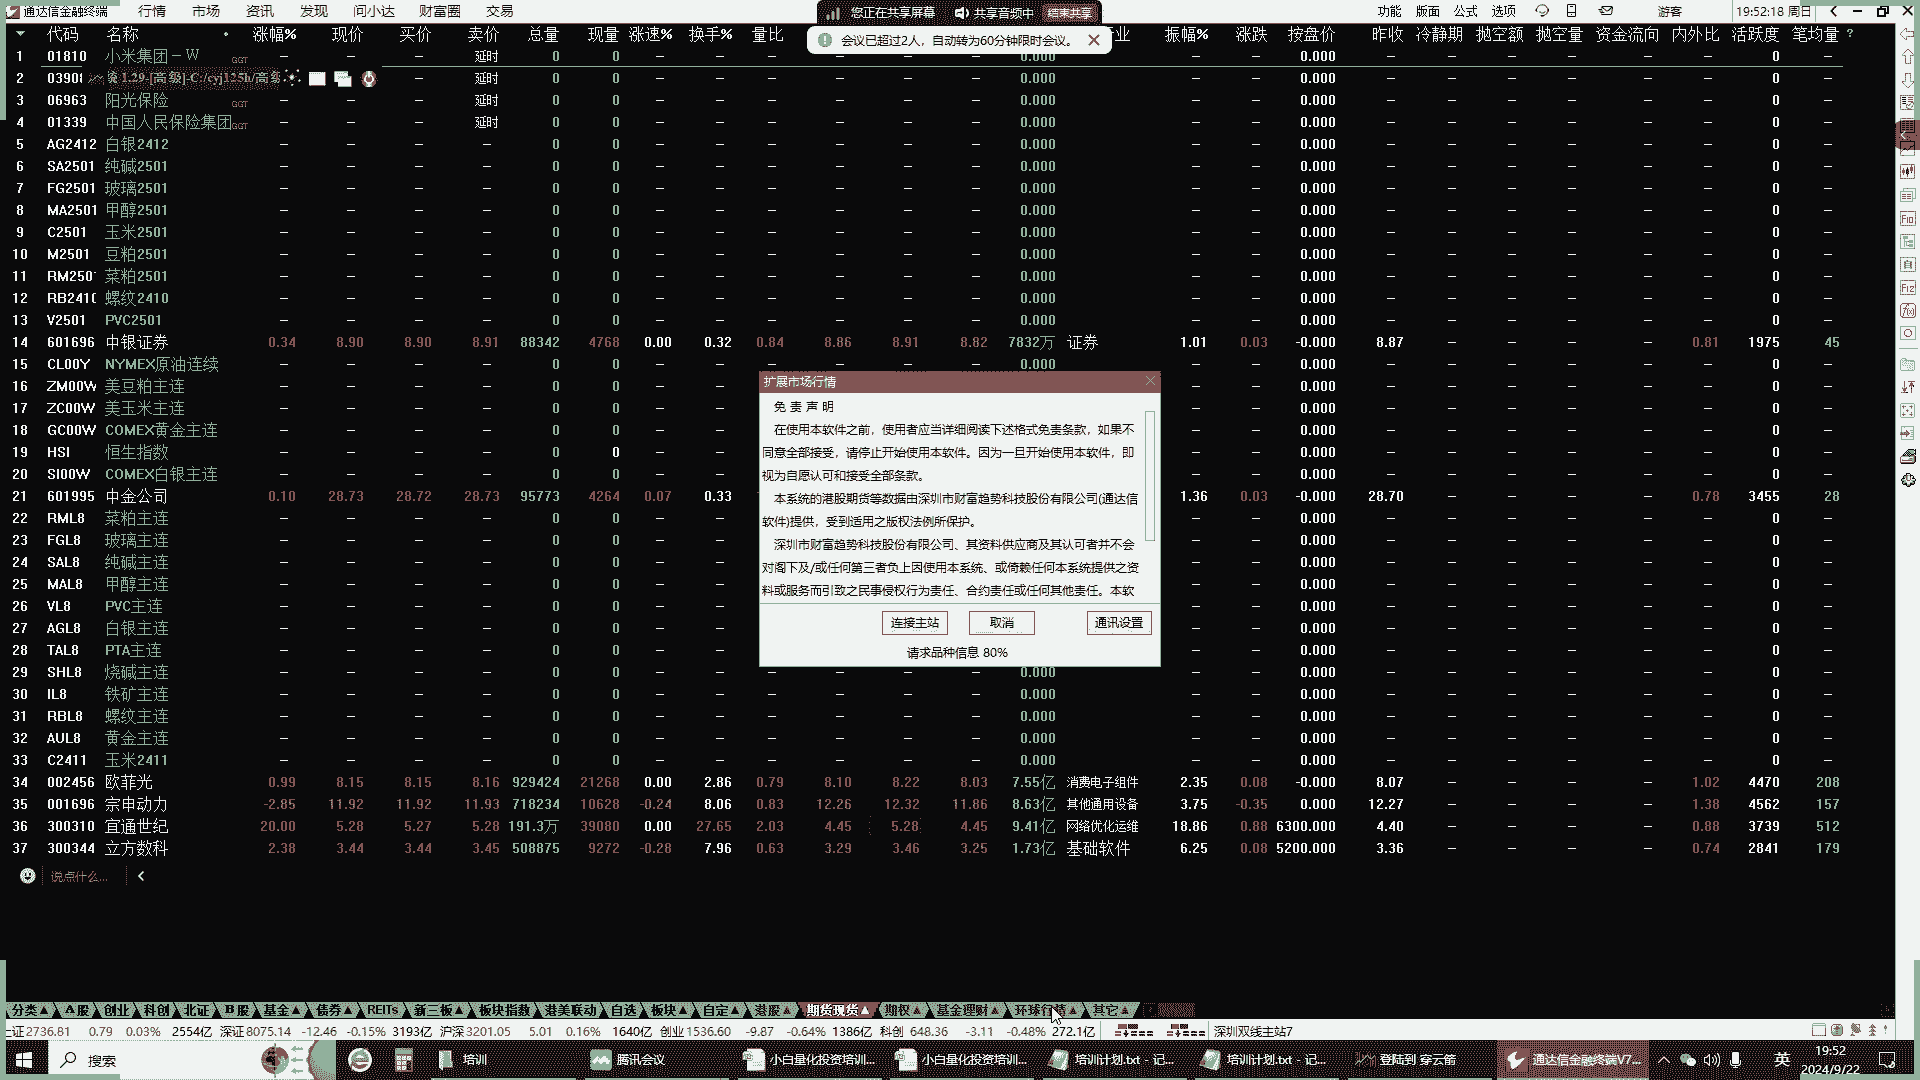 通达信金融终端 行情 市场 资讯 发现 问小达 财富圈 交易 您正在共享屏幕 共享音频中 结束共享 功能 版面 公式 选项 游客 19:52:18 周日
会议已超过2人，自动转为60分钟限时会议。
代码 名称 涨幅% 现价 买价 卖价 总量 现量 涨速% 换手% 量比 业 振幅% 涨跌 按盘价 昨收 冷静期 抛空额 抛空量 资金流向 内外比 活跃度 笔均量 ?
1 01810 小米集团－W GGT – – – 延时 0 0 – – – – – – 0.000 – – 0.000 – – – – – – 0 –
2 0390 1.29-[高级]-C:/cyj125h/高级 – – 延时 0 0 – – – – – – 0.000 – – 0.000 – – – – – – 0 –
3 06963 阳光保险 GGT – – – 延时 0 0 – – – – – – 0.000 – – 0.000 – – – – – – 0 –
4 01339 中国人民保险集团 GGT – – – 延时 0 0 – – – – – – 0.000 – – 0.000 – – – – – – 0 –
5 AG2412 白银2412 – – – – 0 0 – – – – – – 0.000 – – 0.000 – – – – – – 0 –
6 SA2501 纯碱2501 – – – – 0 0 – – – – – – 0.000 – – 0.000 – – – – – – 0 –
7 FG2501 玻璃2501 – – – – 0 0 – – – – – – 0.000 – – 0.000 – – – – – – 0 –
8 MA2501 甲醇2501 – – – – 0 0 – – – – – – 0.000 – – 0.000 – – – – – – 0 –
9 C2501 玉米2501 – – – – 0 0 – – – – – – 0.000 – – 0.000 – – – – – – 0 –
10 M2501 豆粕2501 – – – – 0 0 – – – – – – 0.000 – – 0.000 – – – – – – 0 –
11 RM250 菜粕2501 – – – – 0 0 – – – – – – 0.000 – – 0.000 – – – – – – 0 –
12 RB241 螺纹2410 – – – – 0 0 – – – – – – 0.000 – – 0.000 – – – – – – 0 –
13 V2501 PVC2501 – – – – 0 0 – – – – – – 0.000 – – 0.000 – – – – – – 0 –
14 601696 中银证券 0.34 8.90 8.90 8.91 88342 4768 0.00 0.32 0.84 8.86 8.91 8.82 7832万 证券 1.01 0.03 -0.000 8.87 – – – – 0.81 1975 45
15 CL00Y NYMEX原油连续 – – – – 0 0 – – – – – – 0.000 – – 0.000 – – – – – – 0 –
16 ZM00W 美豆粕主连 – – – – 0 0 – – – 0.000 – – – – – – 0 –
17 ZC00W 美玉米主连 – – – – 0 0 – – – 0.000 – – – – – – 0 –
18 GC00W COMEX黄金主连 – – – – 0 0 – – – 0.000 – – – – – – 0 –
19 HSI 恒生指数 – – – – 0 0 – – – 0.000 – – – – – – 0 –
20 SI00W COMEX白银主连 – – – – 0 0 – – – 0.000 – – – – – – 0 –
21 601995 中金公司 0.10 28.73 28.72 28.73 95773 4264 0.07 0.33 1.36 0.03 -0.000 28.70 – – – – 0.78 3455 28
22 RML8 菜粕主连 – – – – 0 0 – – – 0.000 – – – – – – 0 –
23 FGL8 玻璃主连 – – – – 0 0 – – – 0.000 – – – – – – 0 –
24 SAL8 纯碱主连 – – – – 0 0 – – – 0.000 – – – – – – 0 –
25 MAL8 甲醇主连 – – – – 0 0 – – – 0.000 – – – – – – 0 –
26 VL8 PVC主连 – – – – 0 0 – – – 0.000 – – – – – – 0 –
27 AGL8 白银主连 – – – – 0 0 – – – 0.000 – – – – – – 0 –
28 TAL8 PTA主连 – – – – 0 0 – – – 0.000 – – – – – – 0 –
29 SHL8 烧碱主连 – – – – 0 0 – – – – – – 0.000 – – 0.000 – – – – – – 0 –
30 IL8 铁矿主连 – – – – 0 0 – – – – – – 0.000 – – 0.000 – – – – – – 0 –
31 RBL8 螺纹主连 – – – – 0 0 – – – – – – 0.000 – – 0.000 – – – – – – 0 –
32 AUL8 黄金主连 – – – – 0 0 – – – – – – 0.000 – – 0.000 – – – – – – 0 –
33 C2411 玉米2411 – – – – 0 0 – – – – – – 0.000 – – 0.000 – – – – – – 0 –
34 002456 欧菲光 0.99 8.15 8.15 8.16 929424 21268 0.00 2.86 0.79 8.10 8.22 8.03 7.55亿 消费电子组件 2.35 0.08 -0.000 8.07 – – – – 1.02 4470 208
35 001696 宗申动力 -2.85 11.92 11.92 11.93 718234 10628 -0.24 8.06 0.83 12.26 12.32 11.86 8.63亿 其他通用设备 3.75 -0.35 0.000 12.27 – – – – 1.38 4562 157
36 300310 宜通世纪 20.00 5.28 5.27 5.28 191.3万 39080 0.00 27.65 2.03 4.45 5.28 4.45 9.41亿 网络优化运维 18.86 0.88 6300.000 4.40 – – – – 0.88 3739 512
37 300344 立方数科 2.38 3.44 3.44 3.45 508875 9272 -0.28 7.96 0.63 3.29 3.46 3.25 1.73亿 基础软件 6.25 0.08 5200.000 3.36 – – – – 0.74 2841 179
扩展市场行情
免 责 声 明
在使用本软件之前，使用者应当详细阅读下述格式免责条款，如果不
同意全部接受，请停止开始使用本软件。因为一旦开始使用本软件，即
视为自愿认可和接受全部条款。
本系统的港股期货等数据由深圳市财富趋势科技股份有限公司(通达信
软件)提供，受到适用之版权法例所保护。
深圳市财富趋势科技股份有限公司、其资料供应商及其认可者并不会
对阁下及/或任何第三者负上因使用本系统、或倚赖任何本系统提供之资
料或服务而引致之民事侵权行为责任、合约责任或任何其他责任。本软
连接主站 取消 通讯设置
请求品种信息 80%
说点什么...
分类 A股 创业 科创 北证 B股 基金 债券 REITs 新三板 板块指数 港美联动 自选 板块 自定 港股 期货现货 期权 基金理财 环球行情 其它
上证2736.81 0.79 0.03% 2554亿 深证8075.14 -12.46 -0.15% 3193亿 沪深3201.05 5.01 0.16% 1640亿 创业1536.60 -9.87 -0.64% 1386亿 科创 648.36 -3.11 -0.48% 272.1亿 深圳双线主站7
搜索 培训 腾讯会议 小白量化投资培训... 小白量化投资培训... 培训计划.txt - 记... 培训计划.txt - 记... 登陆到 穿云箭 通达信金融终端V7... 英 19:52
2024/9/22